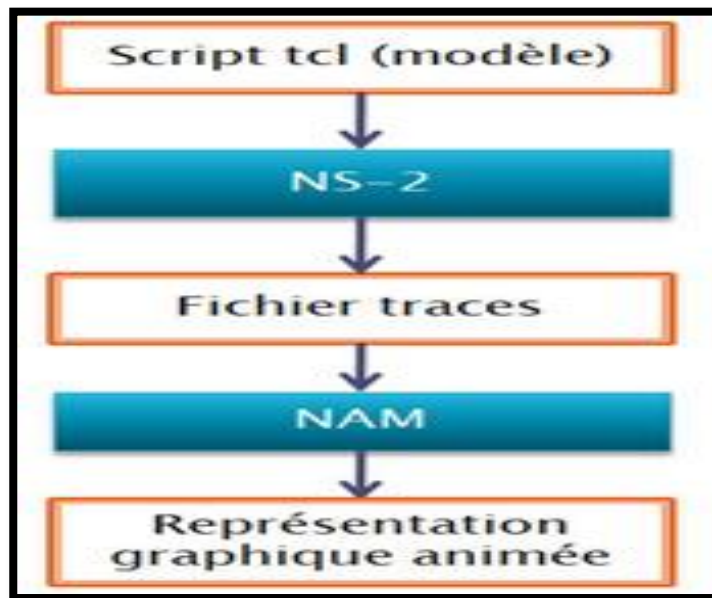 Script tcl (modèle)
NS-2
Fichier traces
NAM
Représentation
graphique animée